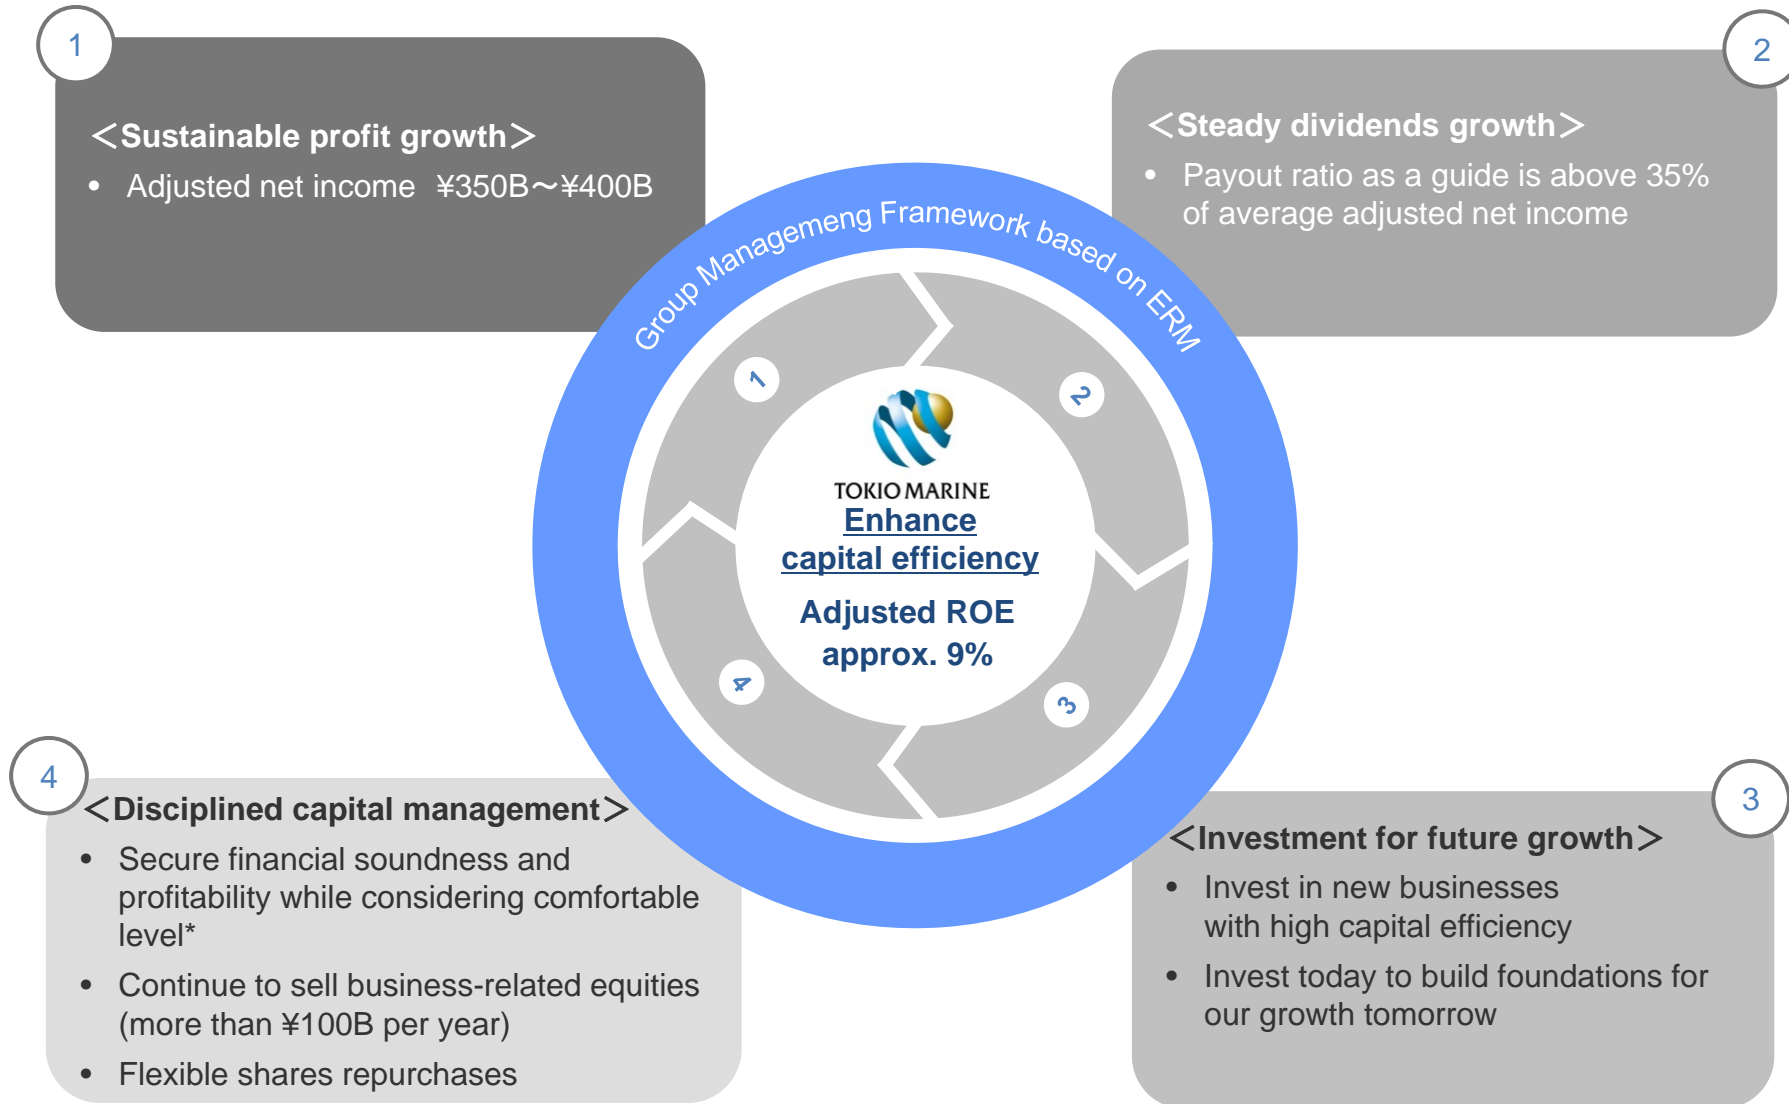 1
＜Sustainable profit growth＞
• Adjusted net income ¥350B～¥400B
2
＜Steady dividends growth＞
• Payout ratio as a guide is above 35%
of average adjusted net income
Group Managemeng Framework based on ERM
1
2
3
4
TOKIO MARINE
Enhance
capital efficiency
Adjusted ROE
approx. 9%
4
＜Disciplined capital management＞
• Secure financial soundness and
profitability while considering comfortable
level*
• Continue to sell business-related equities
(more than ¥100B per year)
• Flexible shares repurchases
3
＜Investment for future growth＞
• Invest in new businesses
with high capital efficiency
• Invest today to build foundations for
our growth tomorrow